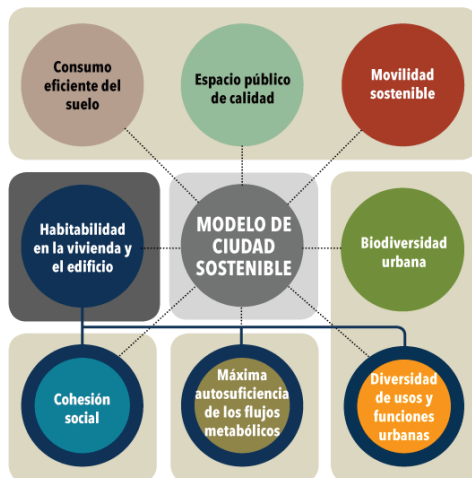 Consumo
eficiente del
suelo
Espacio público
de calidad
Movilidad
sostenible
Habitabilidad
en la vivienda y
el edificio
MODELO DE
CIUDAD
SOSTENIBLE
Biodiversidad
urbana
Cohesión
social
Máxima
autosuficiencia
de los flujos
metabólicos
Diversidad
de usos y
funciones
urbanas